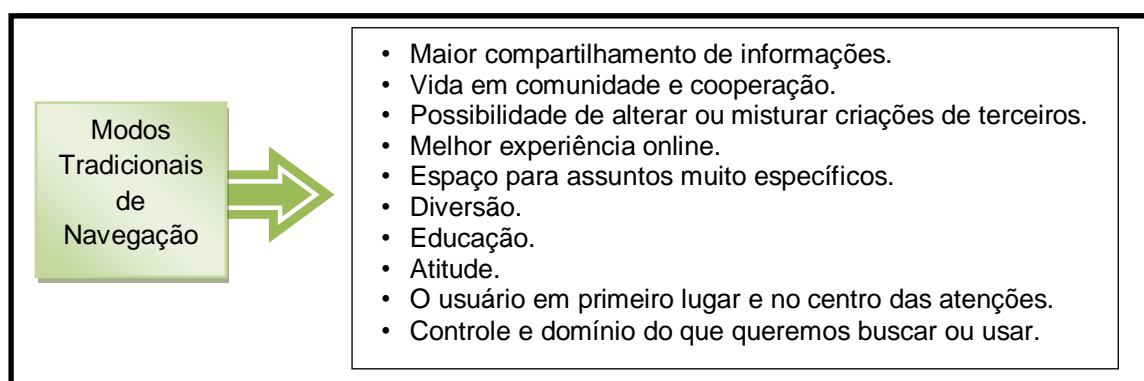 Modos
Tradicionais
de
Navegação
• Maior compartilhamento de informações.
• Vida em comunidade e cooperação.
• Possibilidade de alterar ou misturar criações de terceiros.
• Melhor experiência online.
• Espaço para assuntos muito específicos.
• Diversão.
• Educação.
• Atitude.
• O usuário em primeiro lugar e no centro das atenções.
• Controle e domínio do que queremos buscar ou usar.